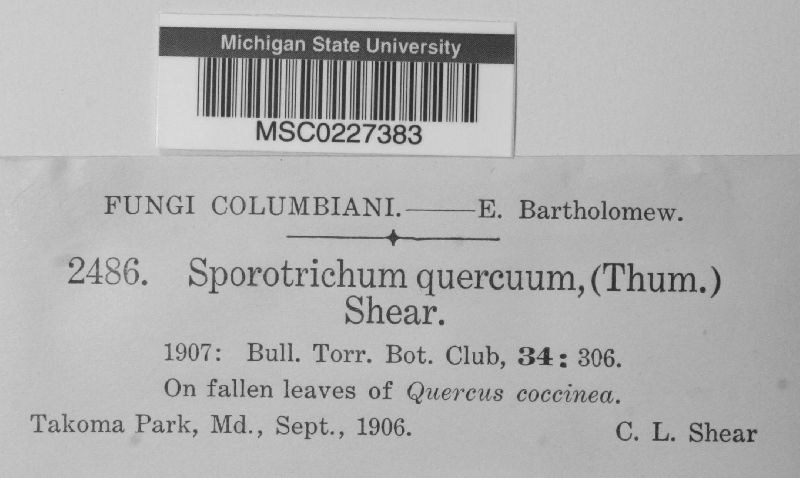 Michigan State University
MSC0227383
FUNGI COLUMBIANI.——E. Bartholomew.
2486. Sporotrichum quercuum, (Thum.)
Shear.
1907: Bull. Torr. Bot. Club, 34: 306.
On fallen leaves of Quercus coccinea.
Takoma Park, Md., Sept., 1906. C. L. Shear